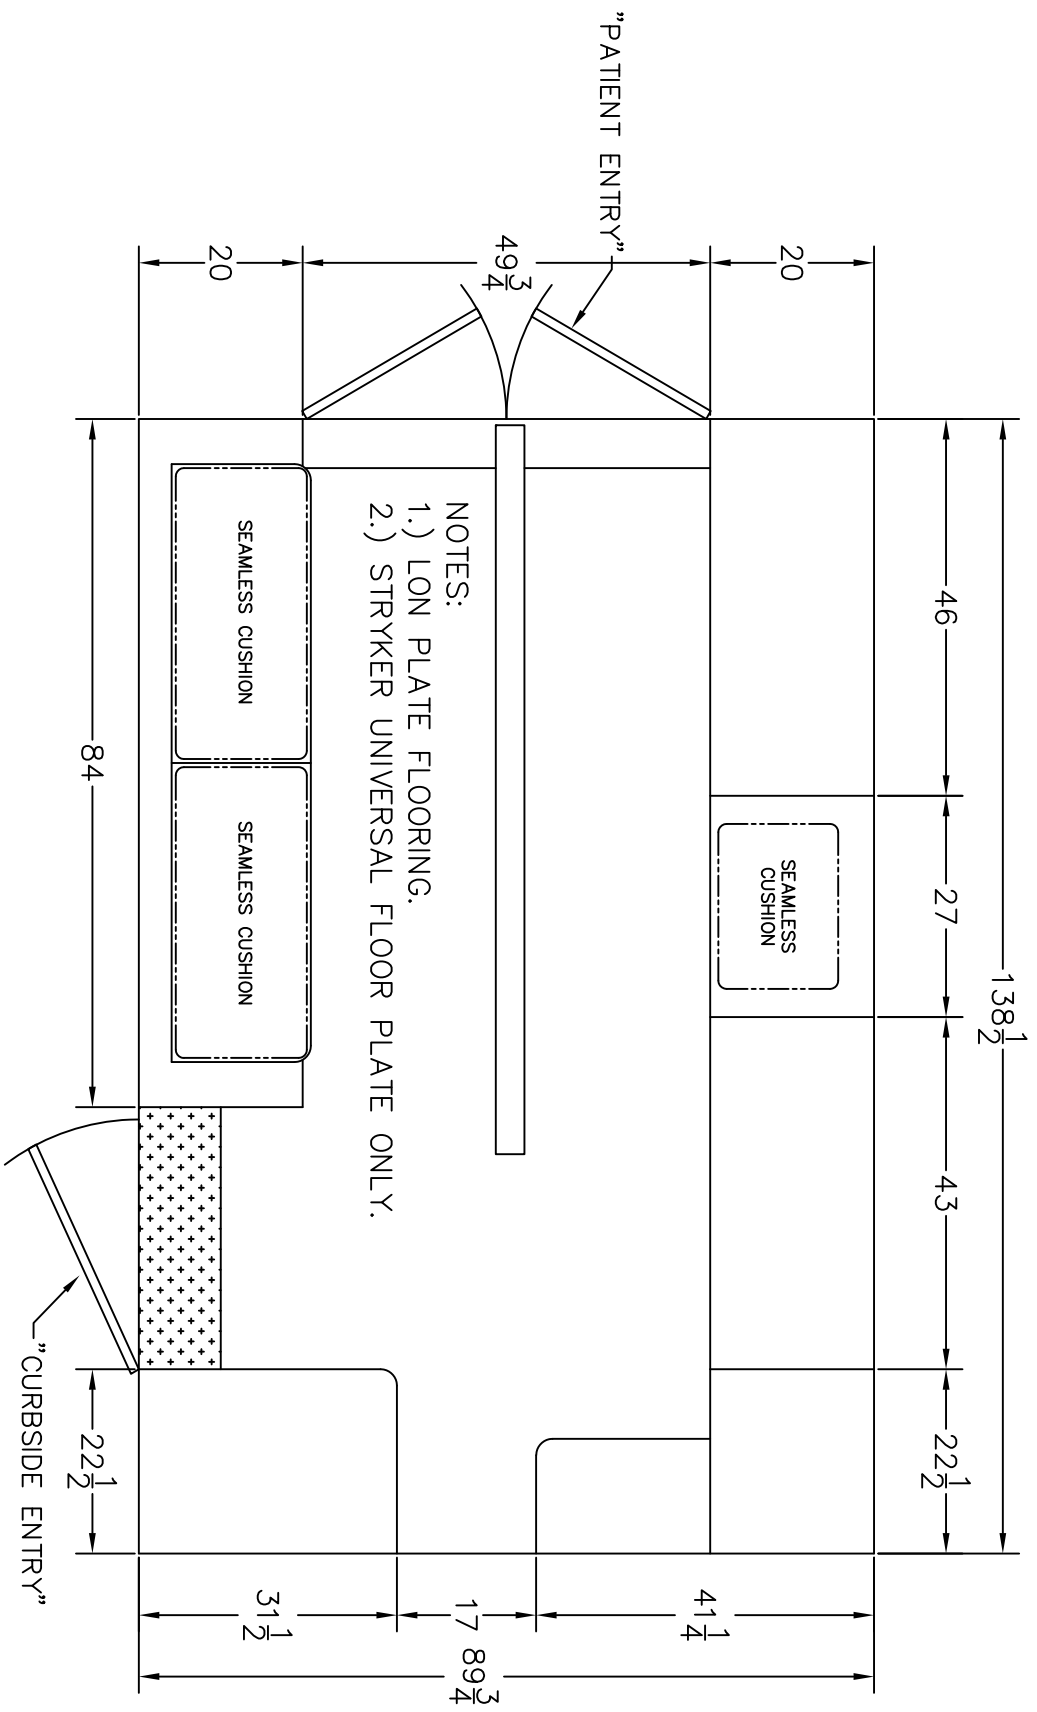 "PATIENT ENTRY"
20
49 3/4
20
138 1/2
46
27
43
22 1/2
SEAMLESS
CUSHION
NOTES:
1.) LON PLATE FLOORING.
2.) STRYKER UNIVERSAL FLOOR PLATE ONLY.
SEAMLESS CUSHION
SEAMLESS CUSHION
84
22 1/2
"CURBSIDE ENTRY"
41 1/4
17
31 1/2
89 3/4